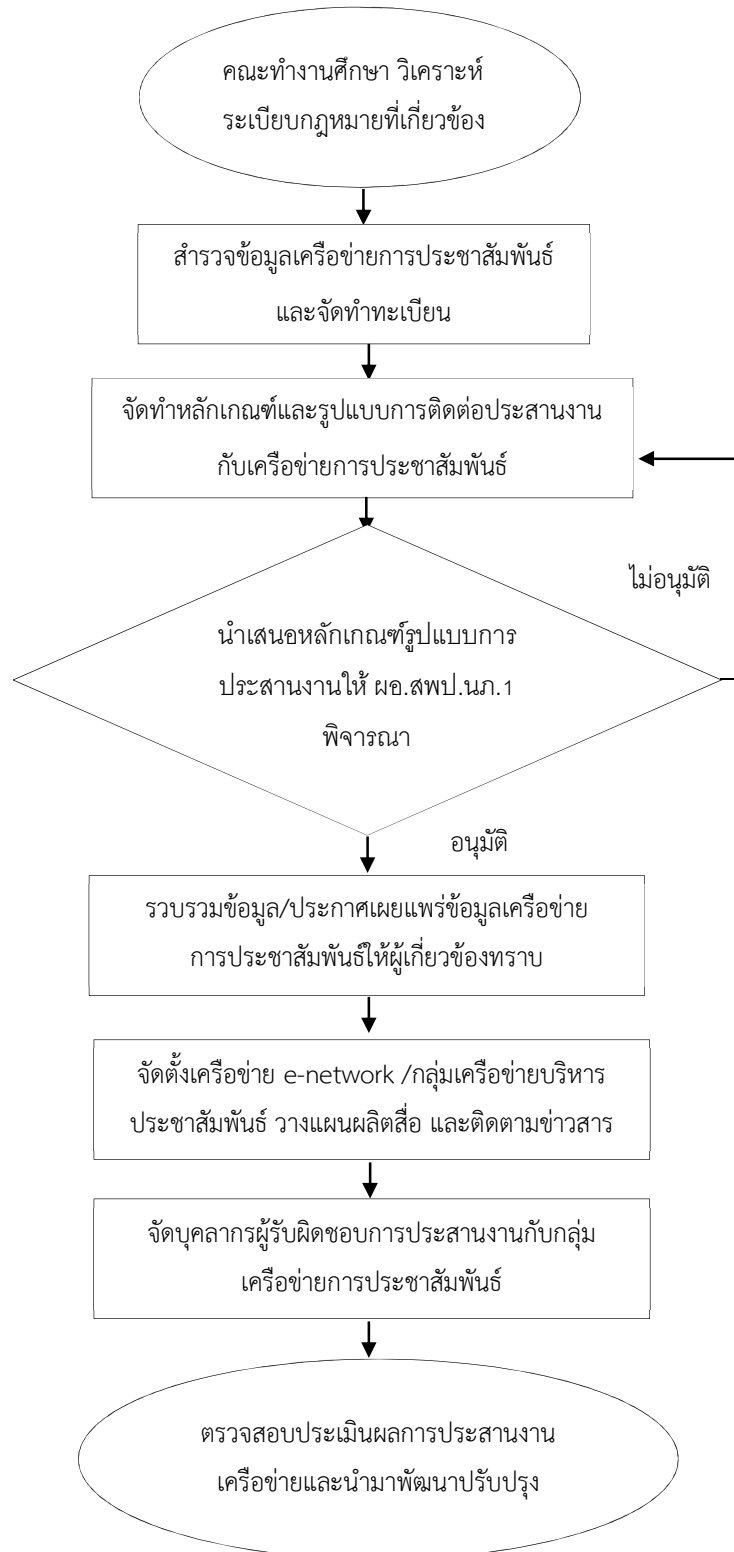 คณะทำงานศึกษา วิเคราะห์
ระเบียบกฎหมายที่เกี่ยวข้อง
สำรวจข้อมูลเครือข่ายการประชาสัมพันธ์
และจัดทำทะเบียน
จัดทำหลักเกณฑ์และรูปแบบการติดต่อประสานงาน
กับเครือข่ายการประชาสัมพันธ์
ไม่อนุมัติ
นำเสนอหลักเกณฑ์รูปแบบการ
ประสานงานให้ ผอ.สพป.นภ.1
พิจารณา
อนุมัติ
รวบรวมข้อมูล/ประกาศเผยแพร่ข้อมูลเครือข่าย
การประชาสัมพันธ์ให้ผู้เกี่ยวข้องทราบ
จัดตั้งเครือข่าย e-network /กลุ่มเครือข่ายบริหาร
ประชาสัมพันธ์ วางแผนผลิตสื่อ และติดตามข่าวสาร
จัดบุคลากรผู้รับผิดชอบการประสานงานกับกลุ่ม
เครือข่ายการประชาสัมพันธ์
ตรวจสอบประเมินผลการประสานงาน
เครือข่ายและนำมาพัฒนาปรับปรุง